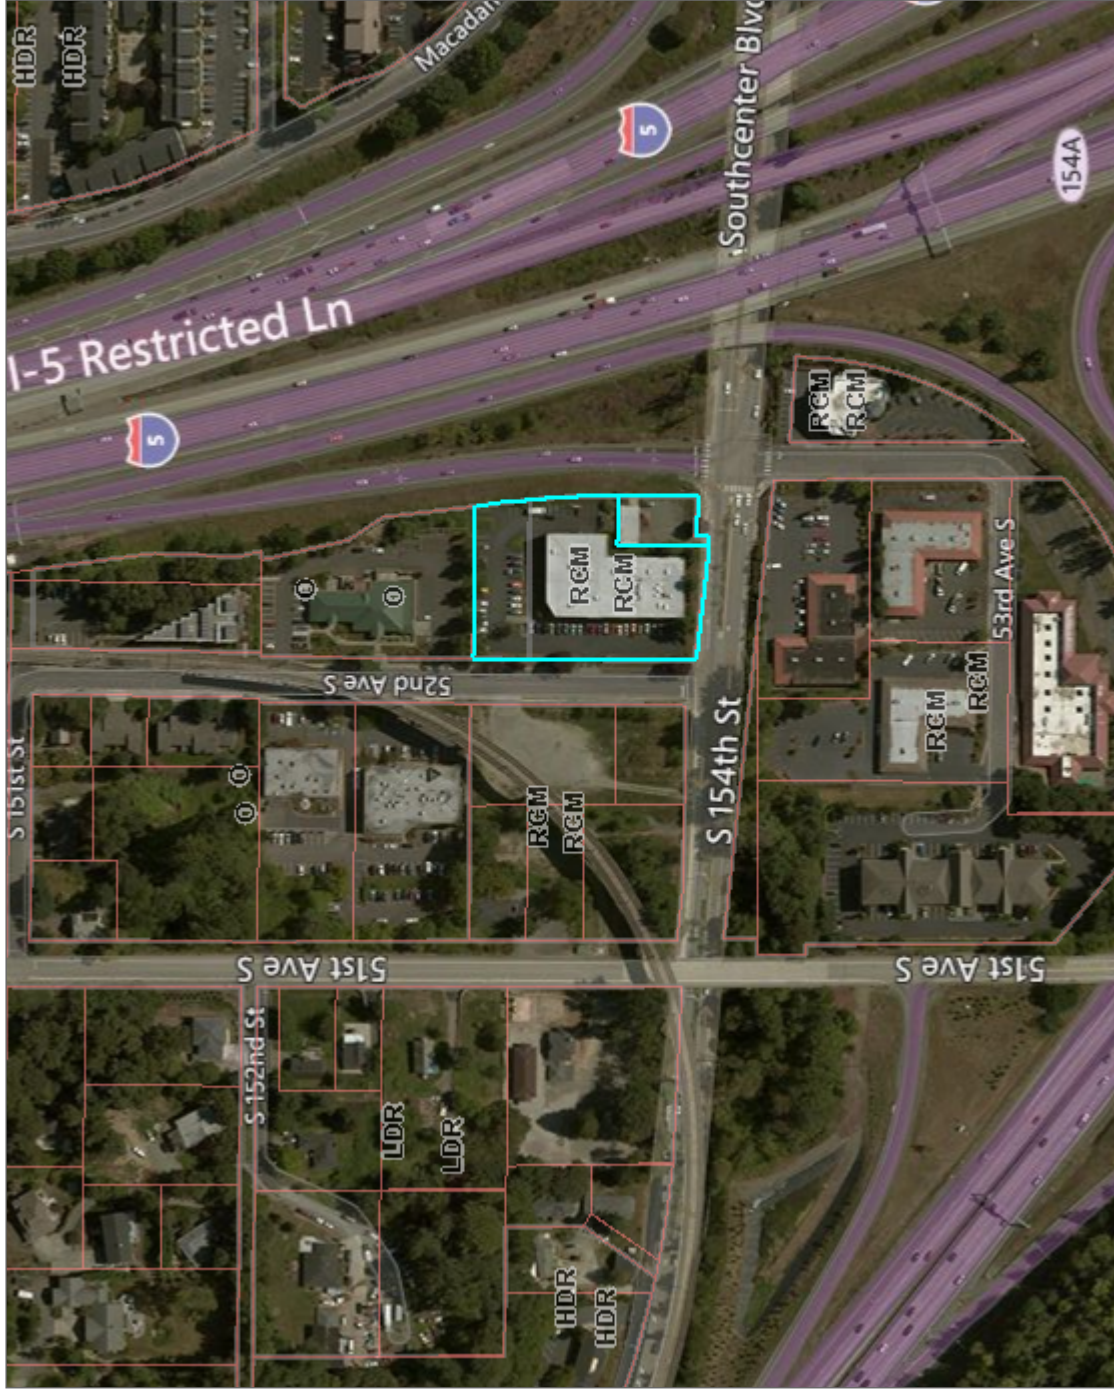 HDR
HDR
Macadam
Southcenter Blvd
5
I-5 Restricted Ln
154A
5
RCM
RCM
53rd Ave S
RCM
RCM
O
O
52nd Ave S
S 151st St
O
O
RCM
RCM
S 154th St
RCM
RCM
51st Ave S
51st Ave S
S 152nd St
LDR
LDR
HDR
HDR